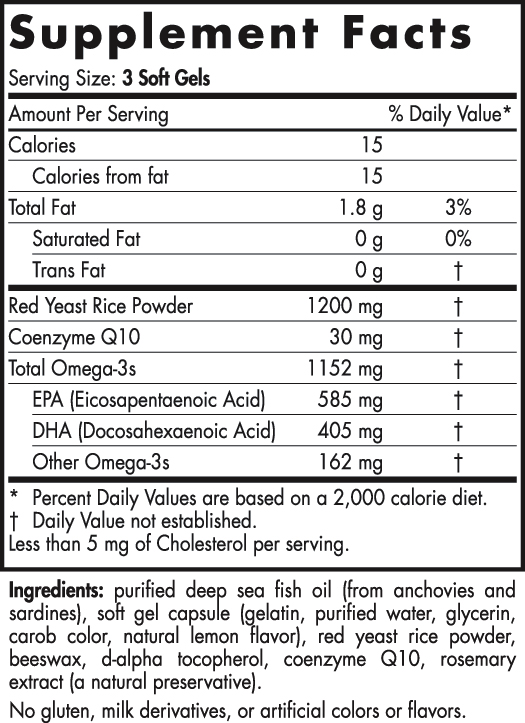 Supplement Facts
Serving Size: 3 Soft Gels
Amount Per Serving % Daily Value*
Calories 15
Calories from fat 15
Total Fat 1.8 g 3%
Saturated Fat 0 g 0%
Trans Fat 0 g †
Red Yeast Rice Powder 1200 mg †
Coenzyme Q10 30 mg †
Total Omega-3s 1152 mg †
EPA (Eicosapentaenoic Acid) 585 mg †
DHA (Docosahexaenoic Acid) 405 mg †
Other Omega-3s 162 mg †
* Percent Daily Values are based on a 2,000 calorie diet.
† Daily Value not established.
Less than 5 mg of Cholesterol per serving.
Ingredients: purified deep sea fish oil (from anchovies and
sardines), soft gel capsule (gelatin, purified water, glycerin,
carob color, natural lemon flavor), red yeast rice powder,
beeswax, d-alpha tocopherol, coenzyme Q10, rosemary
extract (a natural preservative).
No gluten, milk derivatives, or artificial colors or flavors.